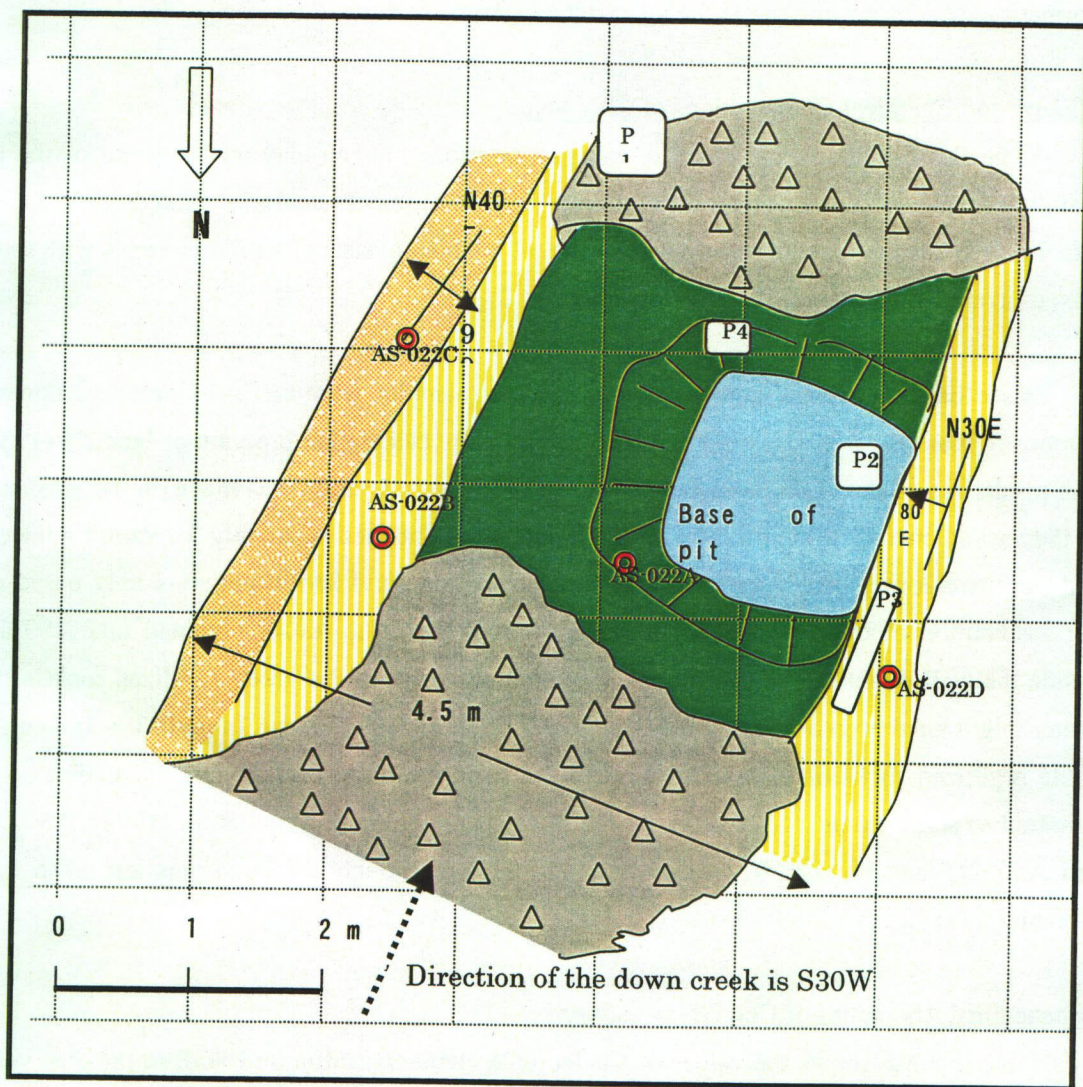 P
1
N
N40
9
AS-022C
P4
N30E
P2
AS-022B
80
E
Base of
pit
AS-022A
P3
AS-022D
4.5 m
0 1 2 m
Direction of the down creek is S30W